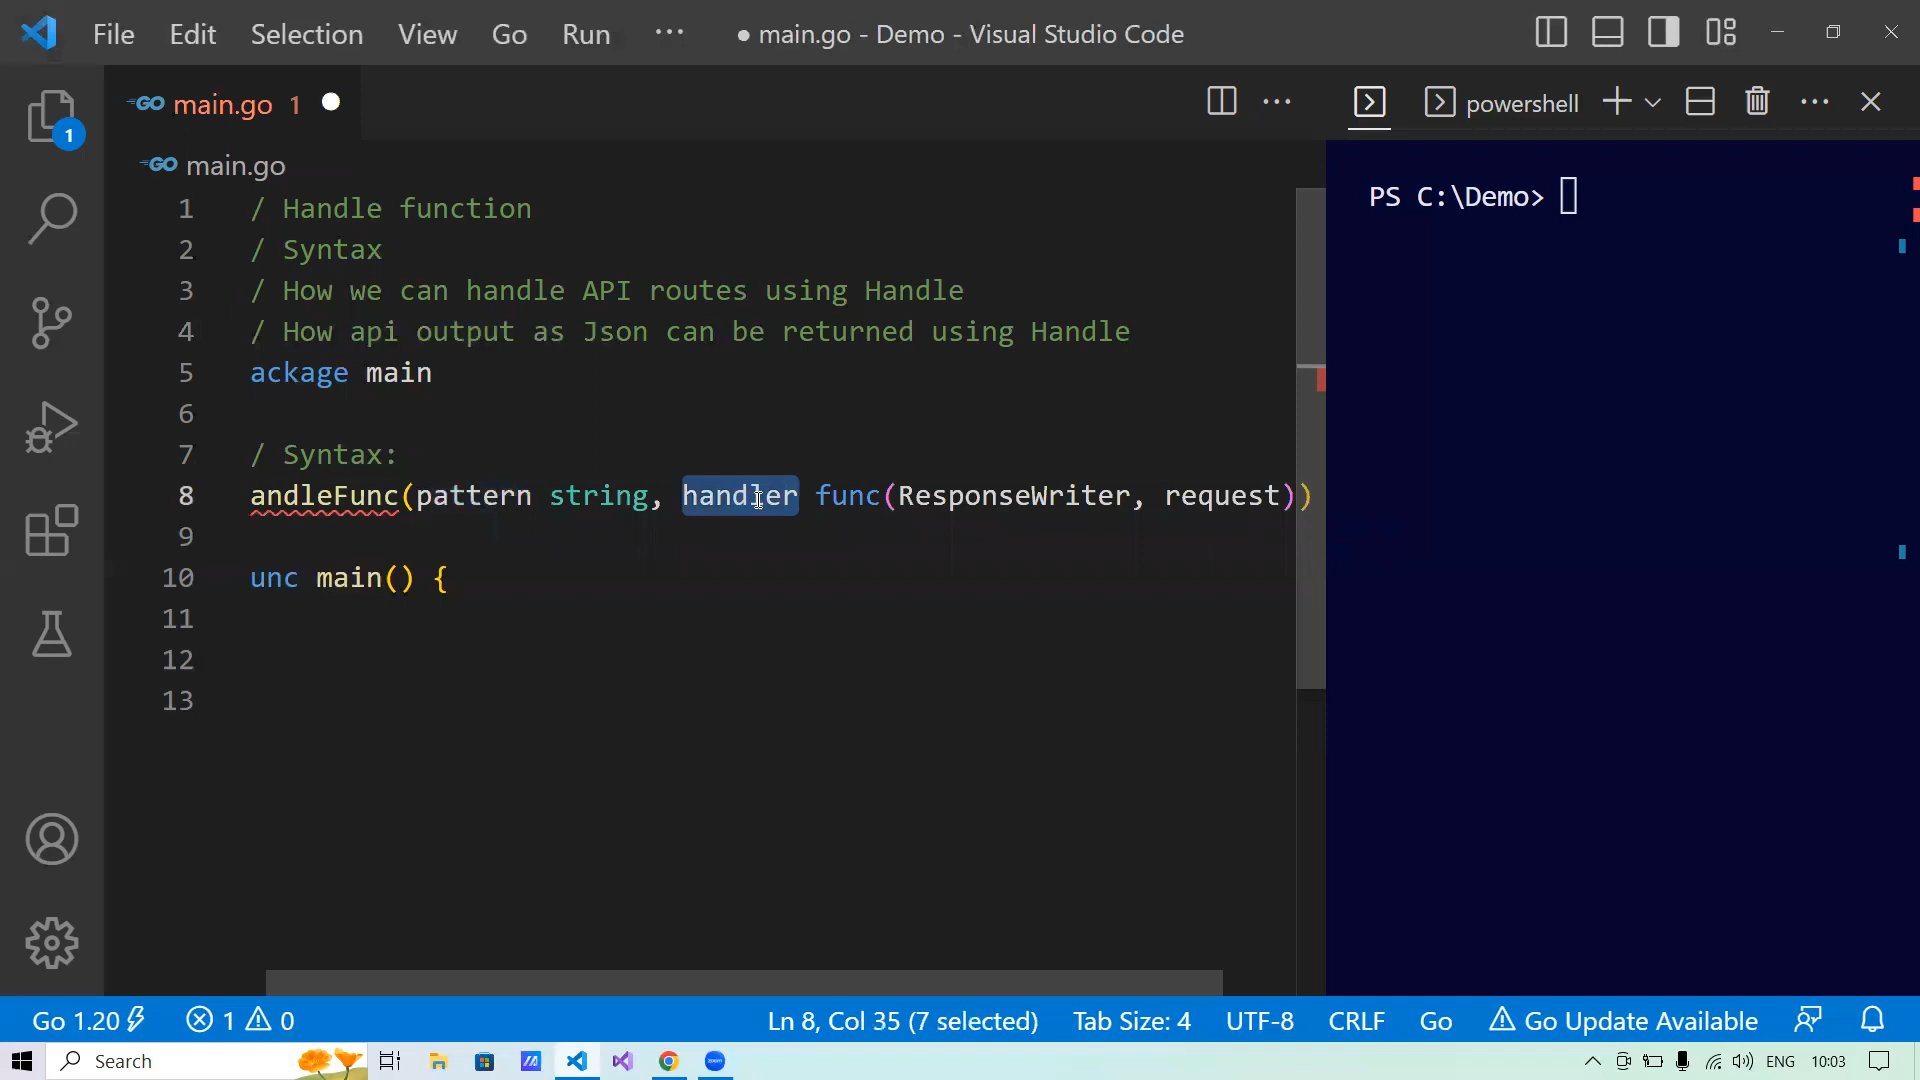 File Edit Selection View Go Run ··· ● main.go - Demo - Visual Studio Code
GO main.go 1
powershell
GO main.go
1 / Handle function
2 / Syntax
3 / How we can handle API routes using Handle
4 / How api output as Json can be returned using Handle
5 ackage main
6
7 / Syntax:
8 andleFunc(pattern string, handler func(ResponseWriter, request))
9
10 unc main() {
11
12
13
PS C:\Demo>
1
Go 1.20 1 0 Ln 8, Col 35 (7 selected) Tab Size: 4 UTF-8 CRLF Go Go Update Available
Search ENG 10:03